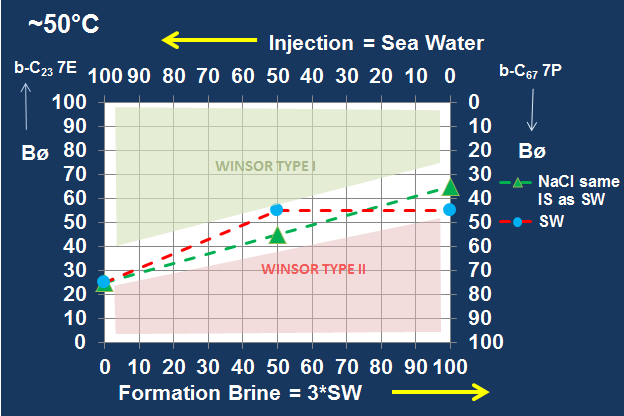 ~50°C
Injection = Sea Water
b-C23 7E
100 90 80 70 60 50 40 30 20 10 0
b-C67 7P
100 0
90 10
80 20
Bø 70 30 Bø
60 40
50 50
40 60
30 70
20 80
10 90
0 100
WINSOR TYPE I
WINSOR TYPE II
NaCl same
IS as SW
SW
0 10 20 30 40 50 60 70 80 90 100
Formation Brine = 3*SW